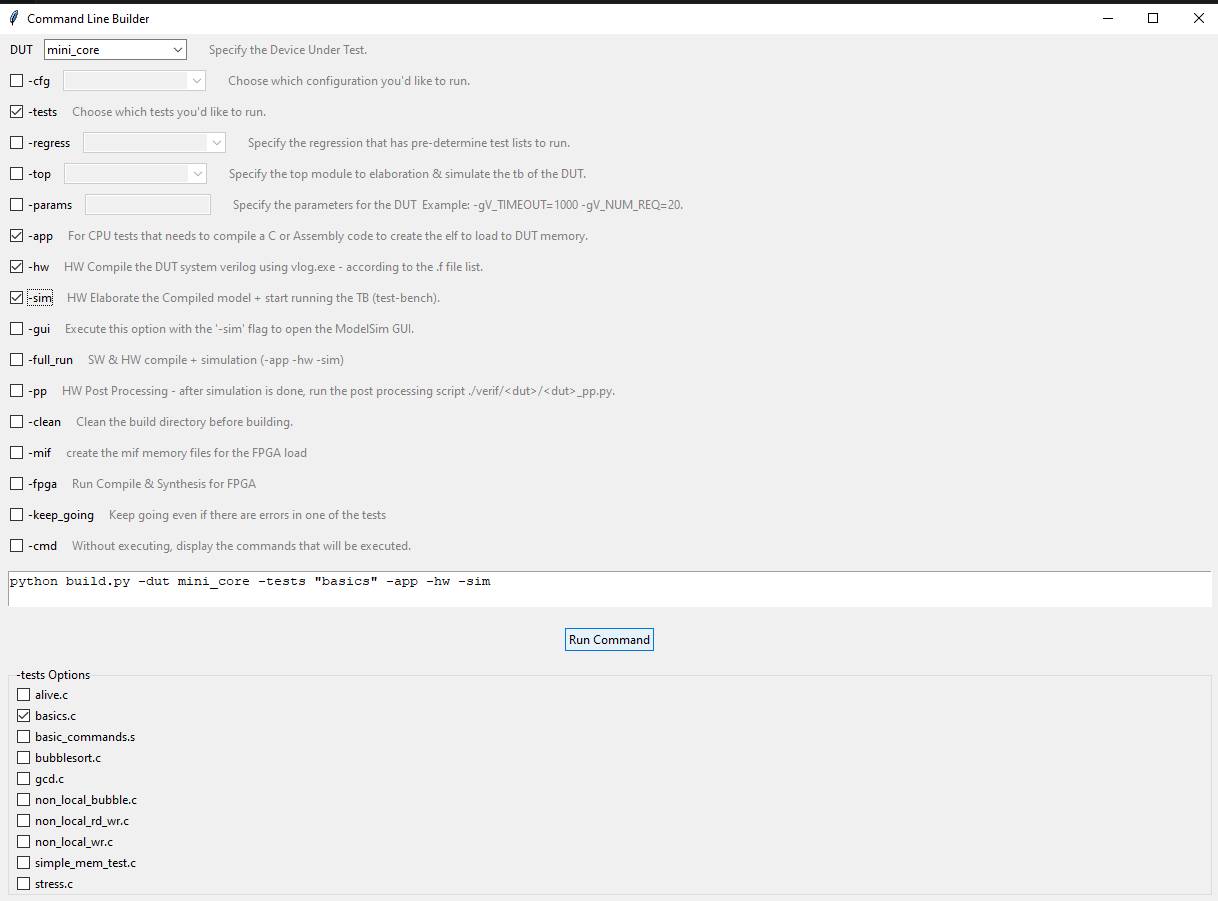 Command Line Builder
DUT mini_core Specify the Device Under Test.
-cfg Choose which configuration you'd like to run.
-tests Choose which tests you'd like to run.
-regress Specify the regression that has pre-determine test lists to run.
-top Specify the top module to elaboration & simulate the tb of the DUT.
-params Specify the parameters for the DUT Example: -gV_TIMEOUT=1000 -gV_NUM_REQ=20.
-app For CPU tests that needs to compile a C or Assembly code to create the elf to load to DUT memory.
-hw HW Compile the DUT system verilog using vlog.exe - according to the .f file list.
-sim HW Elaborate the Compiled model + start running the TB (test-bench).
-gui Execute this option with the '-sim' flag to open the ModelSim GUI.
-full_run SW & HW compile + simulation (-app -hw -sim)
-pp HW Post Processing - after simulation is done, run the post processing script ./verif/<dut>/<dut>_pp.py.
-clean Clean the build directory before building.
-mif create the mif memory files for the FPGA load
-fpga Run Compile & Synthesis for FPGA
-keep_going Keep going even if there are errors in one of the tests
-cmd Without executing, display the commands that will be executed.
python build.py -dut mini_core -tests "basics" -app -hw -sim
Run Command
-tests Options
alive.c
basics.c
basic_commands.s
bubblesort.c
gcd.c
non_local_bubble.c
non_local_rd_wr.c
non_local_wr.c
simple_mem_test.c
stress.c